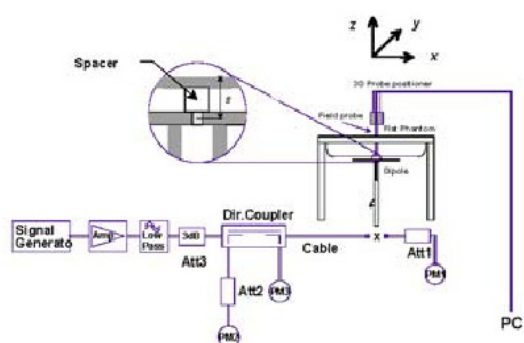 z
y
x
Spacer
s
3D Probe positioner
Field probe
Flat Phantom
Dipole
Dir.Coupler
Signal
Generato
Amp
Low
Pass
3dB
Att3
Cable
x
Att1
PM1
Att2
PM3
PM2
PC